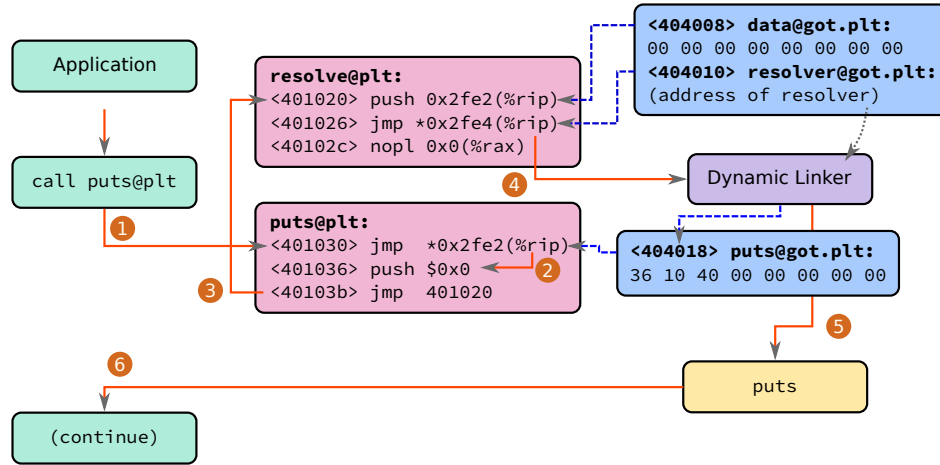 Application
call puts@plt
1
resolve@plt:
<401020> push 0x2fe2(%rip)
<401026> jmp *0x2fe4(%rip)
<40102c> nopl 0x0(%rax)
<404008> data@got.plt:
00 00 00 00 00 00 00 00
<404010> resolver@got.plt:
(address of resolver)
4
Dynamic Linker
puts@plt:
<401030> jmp  *0x2fe2(%rip)
<401036> push $0x0
2
<40103b> jmp  401020
3
<404018> puts@got.plt:
36 10 40 00 00 00 00 00
5
puts
6
(continue)